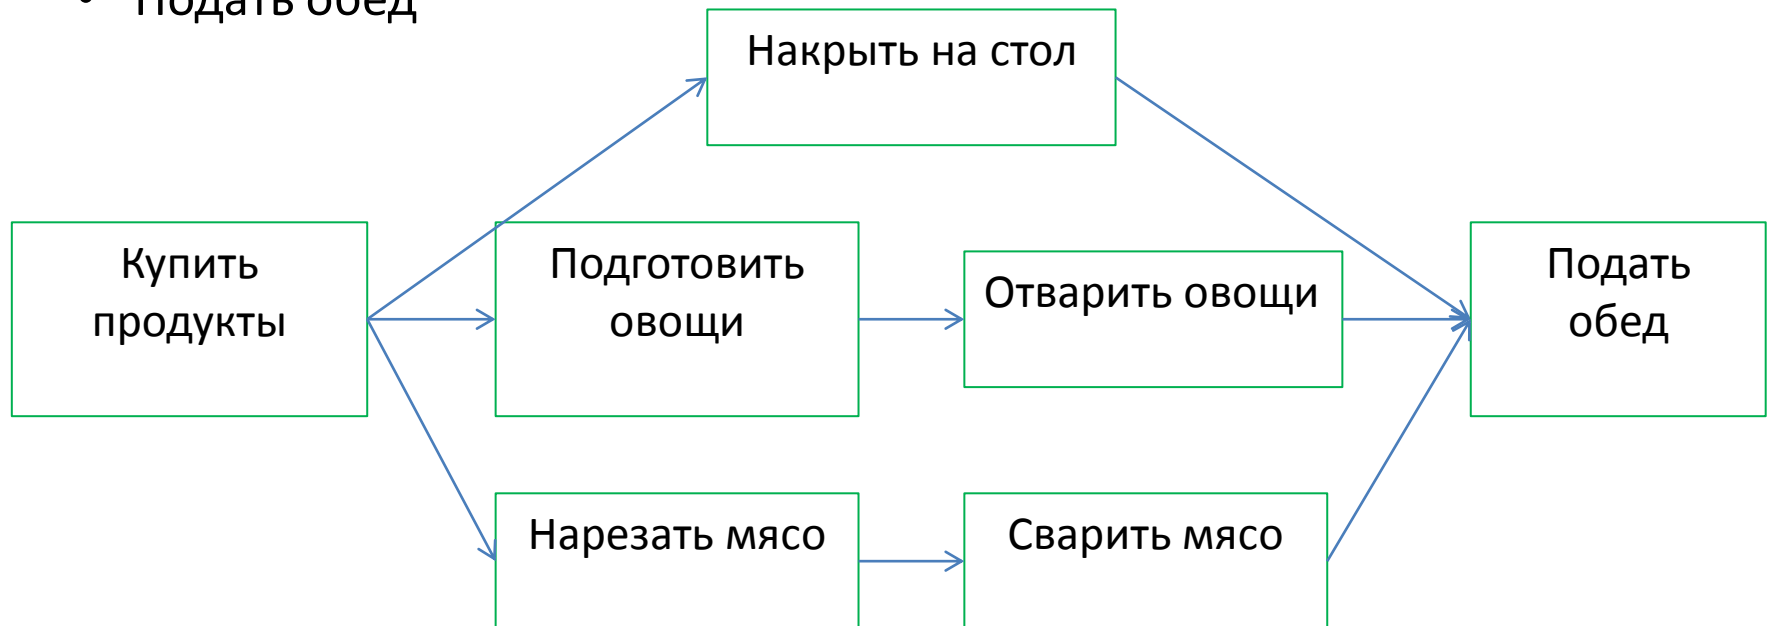 • Подать обед
Накрыть на стол
Купить
продукты
Подготовить
овощи
Отварить овощи
Подать
обед
Нарезать мясо
Сварить мясо